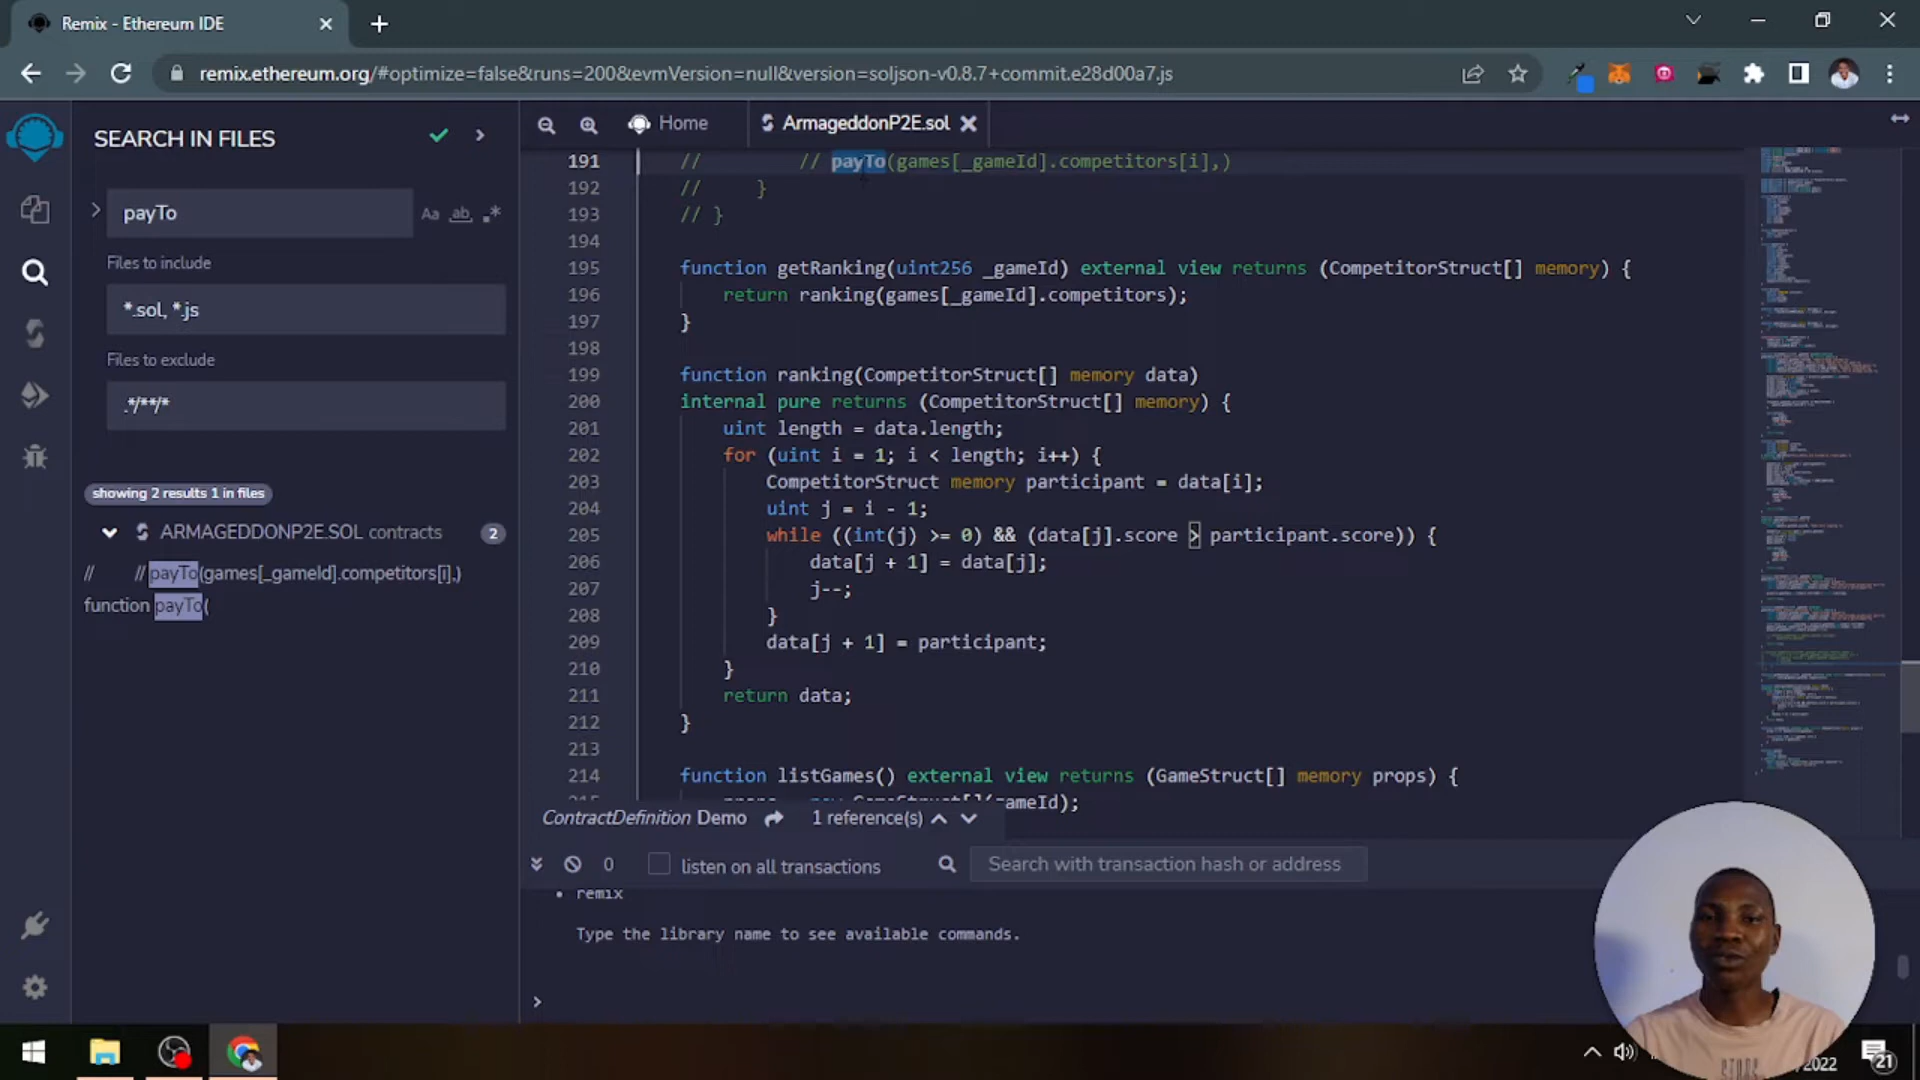 Remix - Ethereum IDE
remix.ethereum.org/#optimize=false&runs=200&evmVersion=null&version=soljson-v0.8.7+commit.e28d00a7.js
SEARCH IN FILES
payTo
Aa ab .*
Files to include
*.sol, *.js
Files to exclude
.*/**/*
showing 2 results 1 in files
ARMAGEDDONP2E.SOL contracts 2
// // payTo(games[_gameId].competitors[i],)
function payTo(
Home
ArmageddonP2E.sol
191 // // payTo(games[_gameId].competitors[i],)
192 // }
193 // }
194
195 function getRanking(uint256 _gameId) external view returns (CompetitorStruct[] memory) {
196 return ranking(games[_gameId].competitors);
197 }
198
199 function ranking(CompetitorStruct[] memory data)
200 internal pure returns (CompetitorStruct[] memory) {
201 uint length = data.length;
202 for (uint i = 1; i < length; i++) {
203 CompetitorStruct memory participant = data[i];
204 uint j = i - 1;
205 while ((int(j) >= 0) && (data[j].score > participant.score)) {
206 data[j + 1] = data[j];
207 j--;
208 }
209 data[j + 1] = participant;
210 }
211 return data;
212 }
213
214 function listGames() external view returns (GameStruct[] memory props) {
ContractDefinition Demo 1 reference(s)
0 listen on all transactions Search with transaction hash or address
• remix
Type the library name to see available commands.
>
2022
21